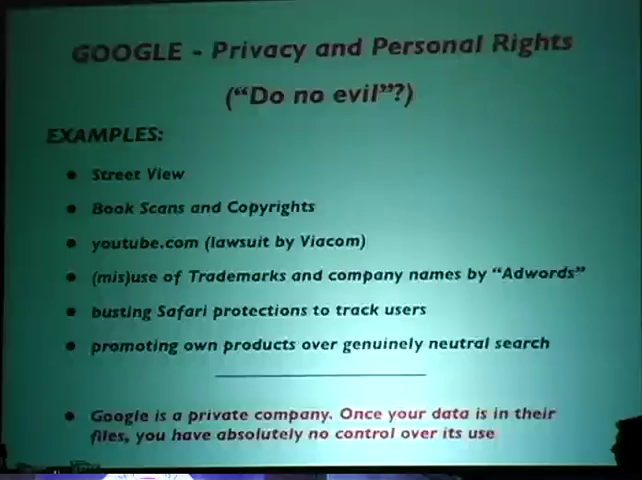 GOOGLE - Privacy and Personal Rights
("Do no evil"?)
EXAMPLES:
• Street View
• Book Scans and Copyrights
• youtube.com (lawsuit by Viacom)
• (mis)use of Trademarks and company names by "Adwords"
• busting Safari protections to track users
• promoting own products over genuinely neutral search
• Google is a private company. Once your data is in their
files, you have absolutely no control over its use